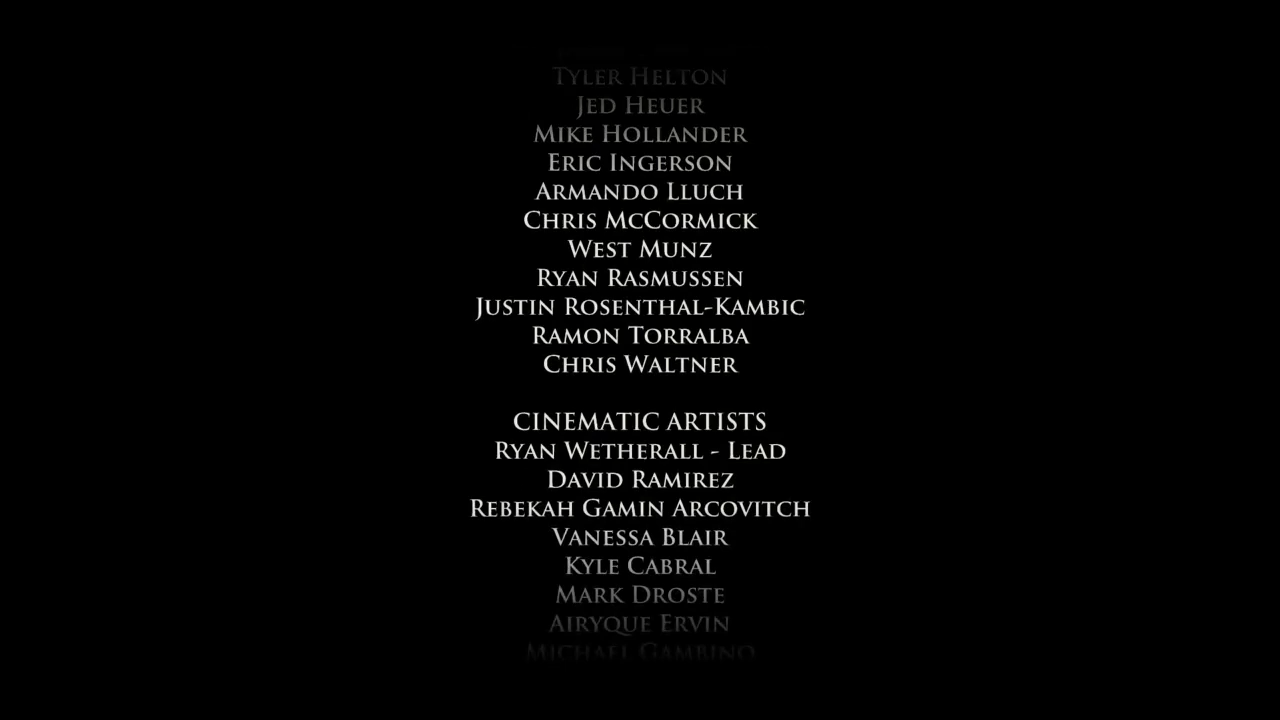 Tyler Helton
Jed Heuer
Mike Hollander
Eric Ingerson
Armando Lluch
Chris McCormick
West Munz
Ryan Rasmussen
Justin Rosenthal-Kambic
Ramon Torralba
Chris Waltner
CINEMATIC ARTISTS
Ryan Wetherall - Lead
David Ramirez
Rebekah Gamin Arcovitch
Vanessa Blair
Kyle Cabral
Mark Droste
Airyque Ervin
Michael Gambino